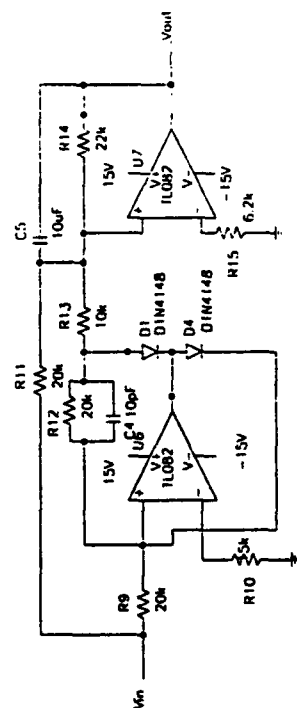 Vin
R9
20k
R10
5k
R11
20k
R12
20k
C4
10pF
U6
15V
V
TL082
V-
-15V
D1
D1N4148
D4
D1N4148
R13
10k
C5
10uF
R14
22k
15V
U7
V
TL082
V-
-15V
R15
6.2k
Vout